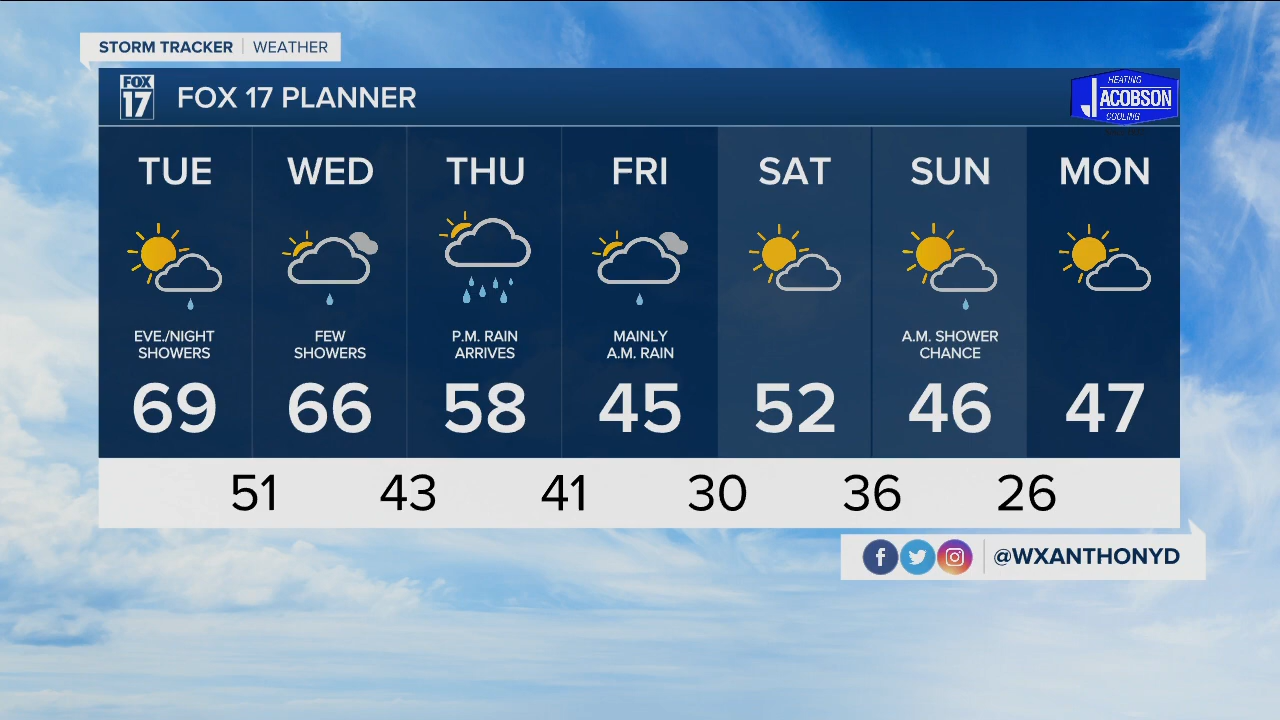 STORM TRACKER | WEATHER
FOX
17
FOX 17 PLANNER
HEATING
JACOBSON
COOLING
TUE
WED
THU
FRI
SAT
SUN
MON
EVE./NIGHT
SHOWERS
FEW
SHOWERS
P.M. RAIN
ARRIVES
MAINLY
A.M. RAIN
A.M. SHOWER
CHANCE
69
66
58
45
52
46
47
51
43
41
30
36
26
@WXANTHONYD